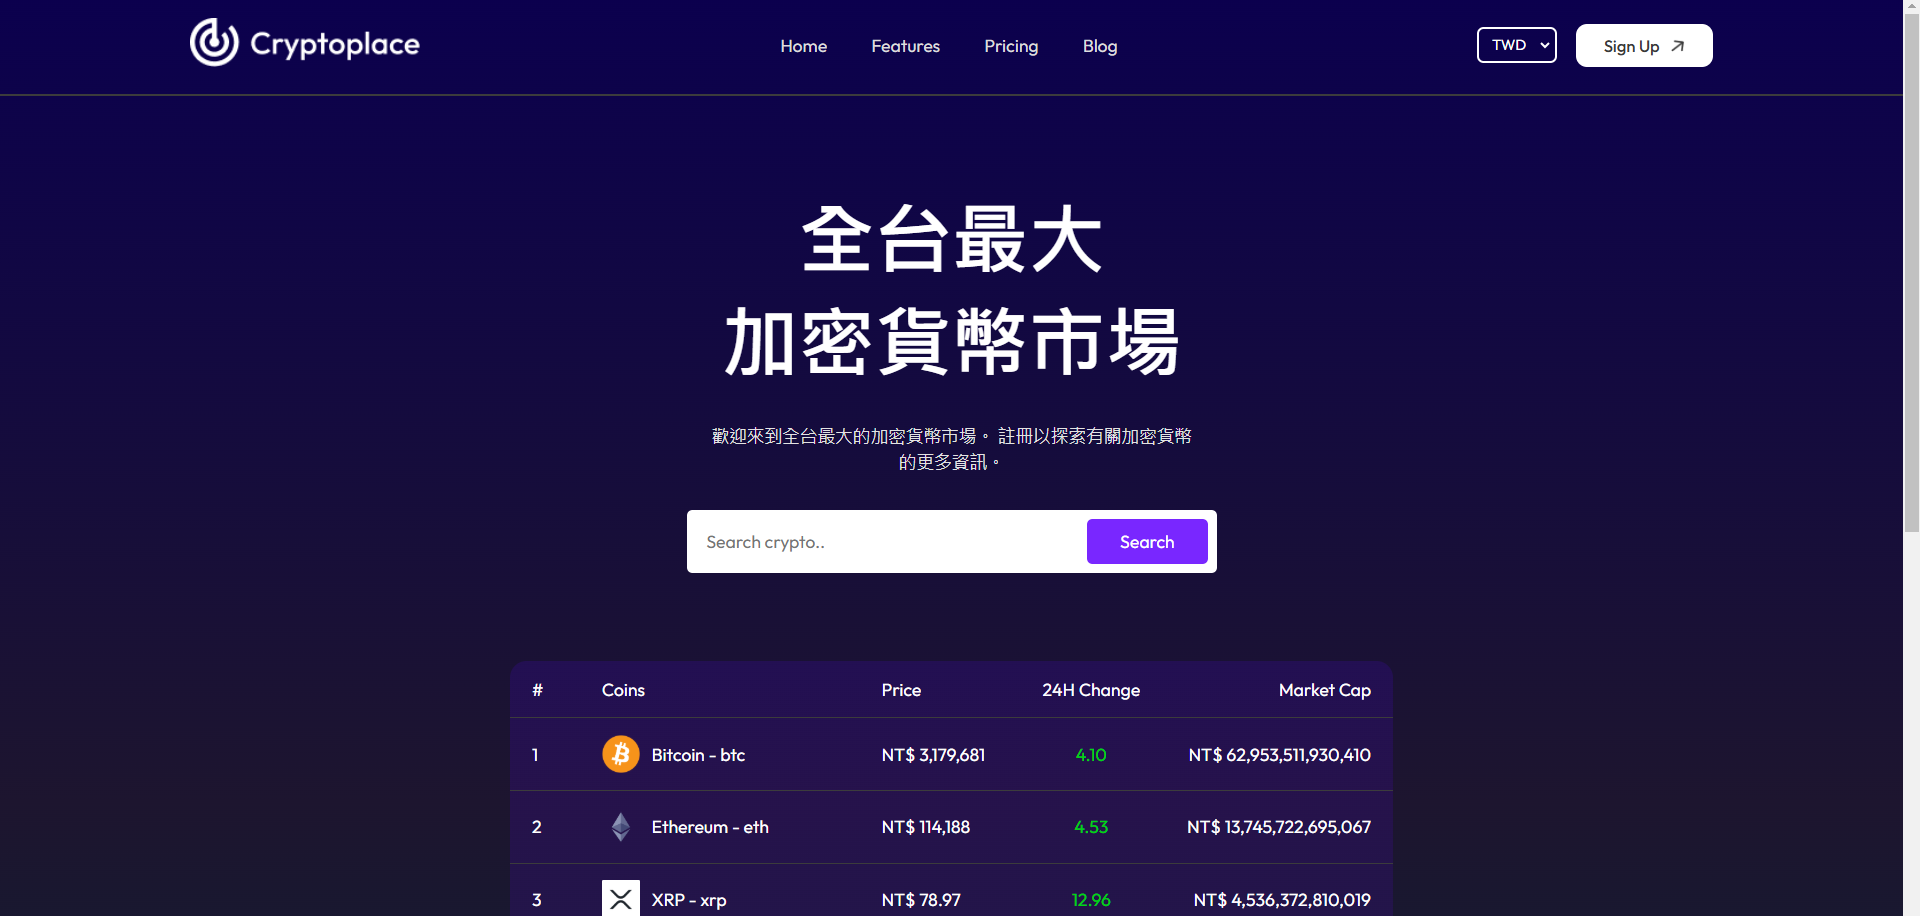 Cryptoplace
Home Features Pricing Blog
TWD
Sign Up
全台最大
加密貨幣市場
歡迎來到全台最大的加密貨幣市場。 註冊以探索有關加密貨幣
的更多資訊。
Search crypto..
Search
# Coins Price 24H Change Market Cap
1 Bitcoin - btc NT$ 3,179,681 4.10 NT$ 62,953,511,930,410
2 Ethereum - eth NT$ 114,188 4.53 NT$ 13,745,722,695,067
3 XRP - xrp NT$ 78.97 12.96 NT$ 4,536,372,810,019